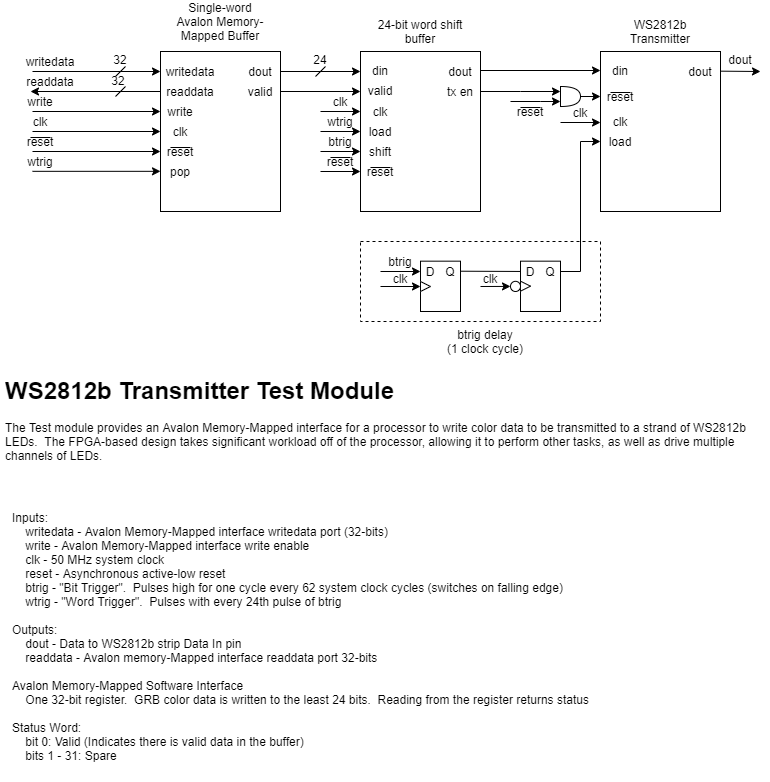 Single-word
Avalon Memory-
Mapped Buffer
24-bit word shift
buffer
WS2812b
Transmitter
writedata
32
readdata
32
write
clk
reset
wtrig
writedata
readdata
write
clk
reset
pop
dout
valid
24
clk
wtrig
btrig
reset
din
valid
clk
load
shift
reset
dout
tx en
reset
clk
din
reset
clk
load
dout
dout
btrig
clk
D Q
clk
D Q
btrig delay
(1 clock cycle)
WS2812b Transmitter Test Module
The Test module provides an Avalon Memory-Mapped interface for a processor to write color data to be transmitted to a strand of WS2812b
LEDs. The FPGA-based design takes significant workload off of the processor, allowing it to perform other tasks, as well as drive multiple
channels of LEDs.
Inputs:
writedata - Avalon Memory-Mapped interface writedata port (32-bits)
write - Avalon Memory-Mapped interface write enable
clk - 50 MHz system clock
reset - Asynchronous active-low reset
btrig - "Bit Trigger". Pulses high for one cycle every 62 system clock cycles (switches on falling edge)
wtrig - "Word Trigger". Pulses with every 24th pulse of btrig
Outputs:
dout - Data to WS2812b strip Data In pin
readdata - Avalon memory-Mapped interface readdata port 32-bits
Avalon Memory-Mapped Software Interface
One 32-bit register. GRB color data is written to the least 24 bits. Reading from the register returns status
Status Word:
bit 0: Valid (Indicates there is valid data in the buffer)
bits 1 - 31: Spare